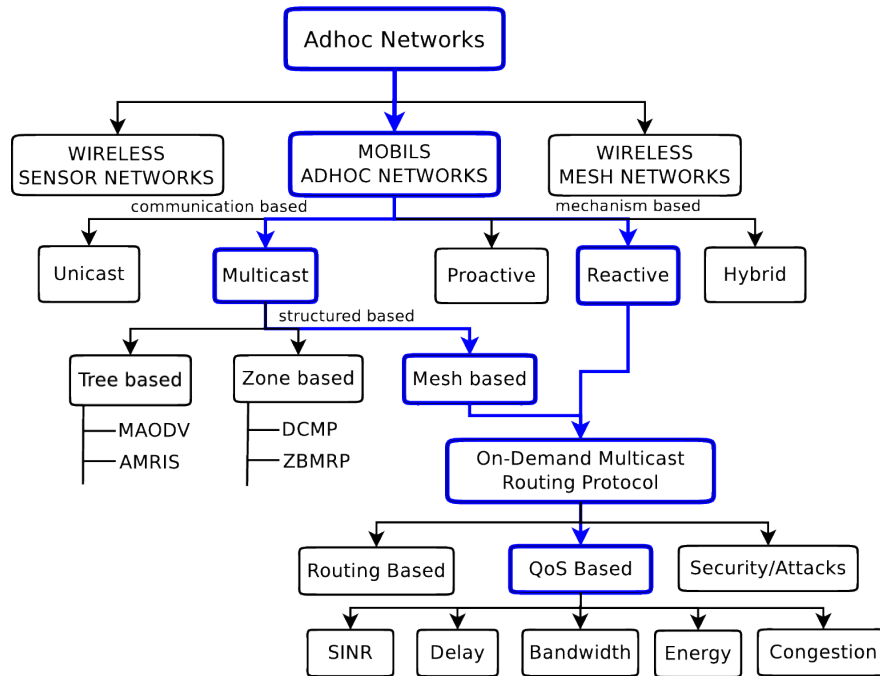 Adhoc Networks
WIRELESS
SENSOR NETWORKS
MOBILS
ADHOC NETWORKS
WIRELESS
MESH NETWORKS
communication based
mechanism based
Unicast
Multicast
Proactive
Reactive
Hybrid
structured based
Tree based
Zone based
Mesh based
MAODV
AMRIS
DCMP
ZBMRP
On-Demand Multicast
Routing Protocol
Routing Based
QoS Based
Security/Attacks
SINR
Delay
Bandwidth
Energy
Congestion